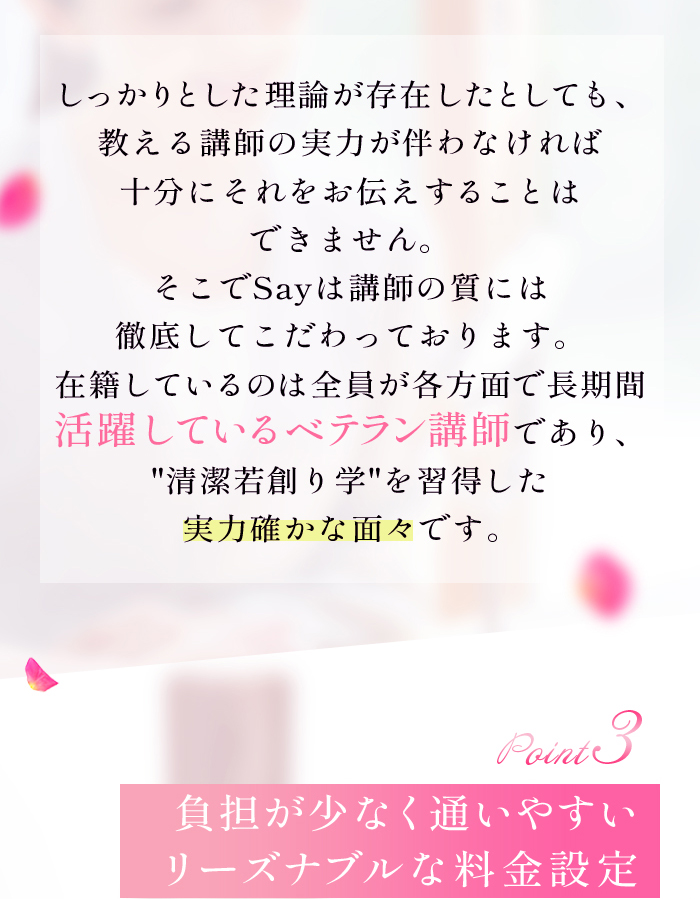 しっかりとした理論が存在したとしても、
教える講師の実力が伴わなければ
十分にそれをお伝えすることは
できません。
そこでSayは講師の質には
徹底してこだわっております。
在籍しているのは全員が各方面で長期間
活躍しているベテラン講師であり、
"清潔若創り学"を習得した
実力確かな面々です。
Point3
負担が少なく通いやすい
リーズナブルな料金設定